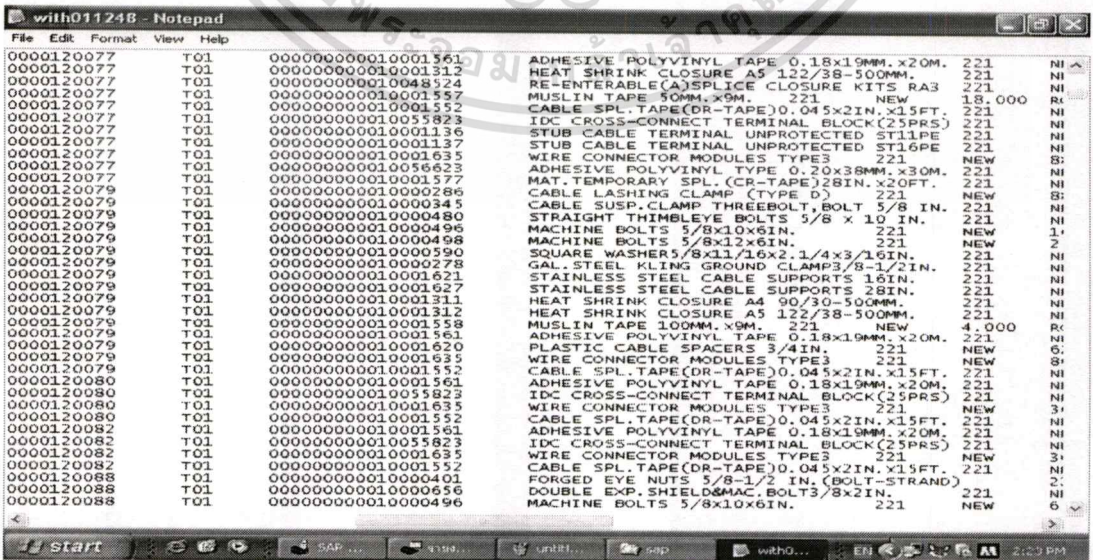 with011248 - Notepad
File Edit Format View Help
0000120077 T01 000000000010001561 ADHESIVE POLYVINYL TAPE 0.18x19MM.x20M. 221 N
0000120077 T01 000000000010001312 HEAT SHRINK CLOSURE A5 122/38-500MM. 221 N
0000120077 T01 000000000010048524 RE-ENTERABLE(A)SPLICE CLOSURE KITS RA3 221 N
0000120077 T01 000000000010001557 MUSLIN TAPE 50MM.x9M. 221 NEW 18.000 R
0000120077 T01 000000000010001552 CABLE SPL.TAPE(DR-TAPE)0.045x2IN.x15FT. 221 N
0000120077 T01 000000000010055823 IDC CROSS-CONNECT TERMINAL BLOCK(25PRS) 221 N
0000120077 T01 000000000010001136 STUB CABLE TERMINAL UNPROTECTED ST11PE 221 N
0000120077 T01 000000000010001137 STUB CABLE TERMINAL UNPROTECTED ST16PE 221 N
0000120077 T01 000000000010001635 WIRE CONNECTOR MODULES TYPE3 221 NEW 8
0000120077 T01 000000000010056623 ADHESIVE POLYVINYL TYPE 0.20x38MM.x30M. 221 N
0000120077 T01 000000000010001577 MAT.TEMPORARY SPL.(CR-TAPE)28IN.x20FT. 221 N
0000120079 T01 000000000010000286 CABLE LASHING CLAMP (TYPE D) 221 NEW 8
0000120079 T01 000000000010000345 CABLE SUSP.CLAMP THREEBOLT,BOLT 5/8 IN. 221 N
0000120079 T01 000000000010000480 STRAIGHT THIMBLEYE BOLTS 5/8 x 10 IN. 221 N
0000120079 T01 000000000010000496 MACHINE BOLTS 5/8x10x6IN. 221 NEW 1
0000120079 T01 000000000010000498 MACHINE BOLTS 5/8x12x6IN. 221 NEW 2
0000120079 T01 000000000010000590 SQUARE WASHER5/8x11/16x2.1/4x3/16IN. 221 N
0000120079 T01 000000000010000278 GAL.STEEL KLING GROUND CLAMP3/8-1/2IN. 221 N
0000120079 T01 000000000010001621 STAINLESS STEEL CABLE SUPPORTS 16IN. 221 N
0000120079 T01 000000000010001627 STAINLESS STEEL CABLE SUPPORTS 28IN. 221 N
0000120079 T01 000000000010001311 HEAT SHRINK CLOSURE A4 90/30-500MM. 221 N
0000120079 T01 000000000010001312 HEAT SHRINK CLOSURE A5 122/38-500MM. 221 N
0000120079 T01 000000000010001558 MUSLIN TAPE 100MM.x9M. 221 NEW 4.000 R
0000120079 T01 000000000010001561 ADHESIVE POLYVINYL TAPE 0.18x19MM.x20M. 221 N
0000120079 T01 000000000010001620 PLASTIC CABLE SPACERS 3/4IN. 221 NEW 6
0000120079 T01 000000000010001635 WIRE CONNECTOR MODULES TYPE3 221 NEW 8
0000120079 T01 000000000010001552 CABLE SPL.TAPE(DR-TAPE)0.045x2IN.x15FT. 221 N
0000120080 T01 000000000010001561 ADHESIVE POLYVINYL TAPE 0.18x19MM.x20M. 221 N
0000120080 T01 000000000010055823 IDC CROSS-CONNECT TERMINAL BLOCK(25PRS) 221 N
0000120080 T01 000000000010001635 WIRE CONNECTOR MODULES TYPE3 221 NEW 3
0000120080 T01 000000000010001552 CABLE SPL.TAPE(DR-TAPE)0.045x2IN.x15FT. 221 N
0000120082 T01 000000000010001561 ADHESIVE POLYVINYL TAPE 0.18x19MM.x20M. 221 N
0000120082 T01 000000000010055823 IDC CROSS-CONNECT TERMINAL BLOCK(25PRS) 221 N
0000120082 T01 000000000010001635 WIRE CONNECTOR MODULES TYPE3 221 NEW 3
0000120082 T01 000000000010001552 CABLE SPL.TAPE(DR-TAPE)0.045x2IN.x15FT. 221 N
0000120088 T01 000000000010000401 FORGED EYE NUTS 5/8-1/2 IN.(BOLT-STRAND) 2
0000120088 T01 000000000010000656 DOUBLE EXP.SHIELD&MAC.BOLT3/8x2IN. 221 N
0000120088 T01 000000000010000496 MACHINE BOLTS 5/8x10x6IN. 221 NEW 6
start SAP ... untitl... sap with0... EN 2:23 PM